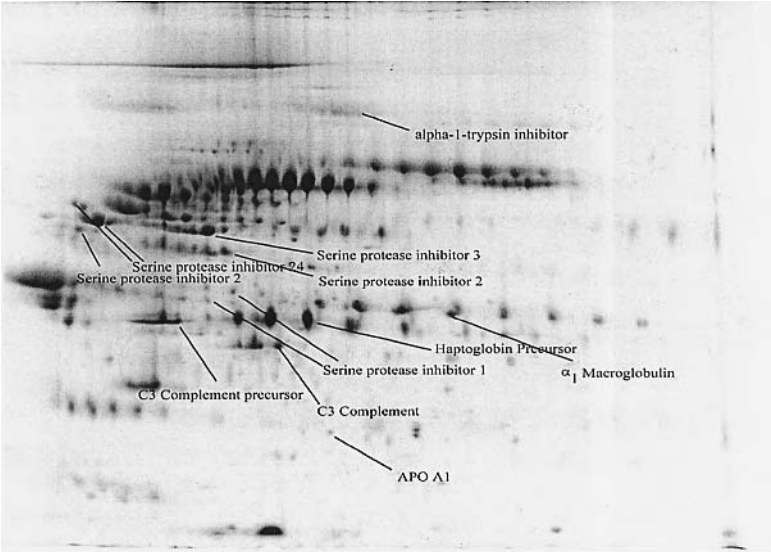 alpha-1-trypsin inhibitor
Serine protease inhibitor 3
Serine protease inhibitor 24
Serine protease inhibitor 2
Serine protease inhibitor 2
Haptoglobin Precursor
Serine protease inhibitor 1
α1 Macroglobulin
C3 Complement precursor
C3 Complement
APO A1